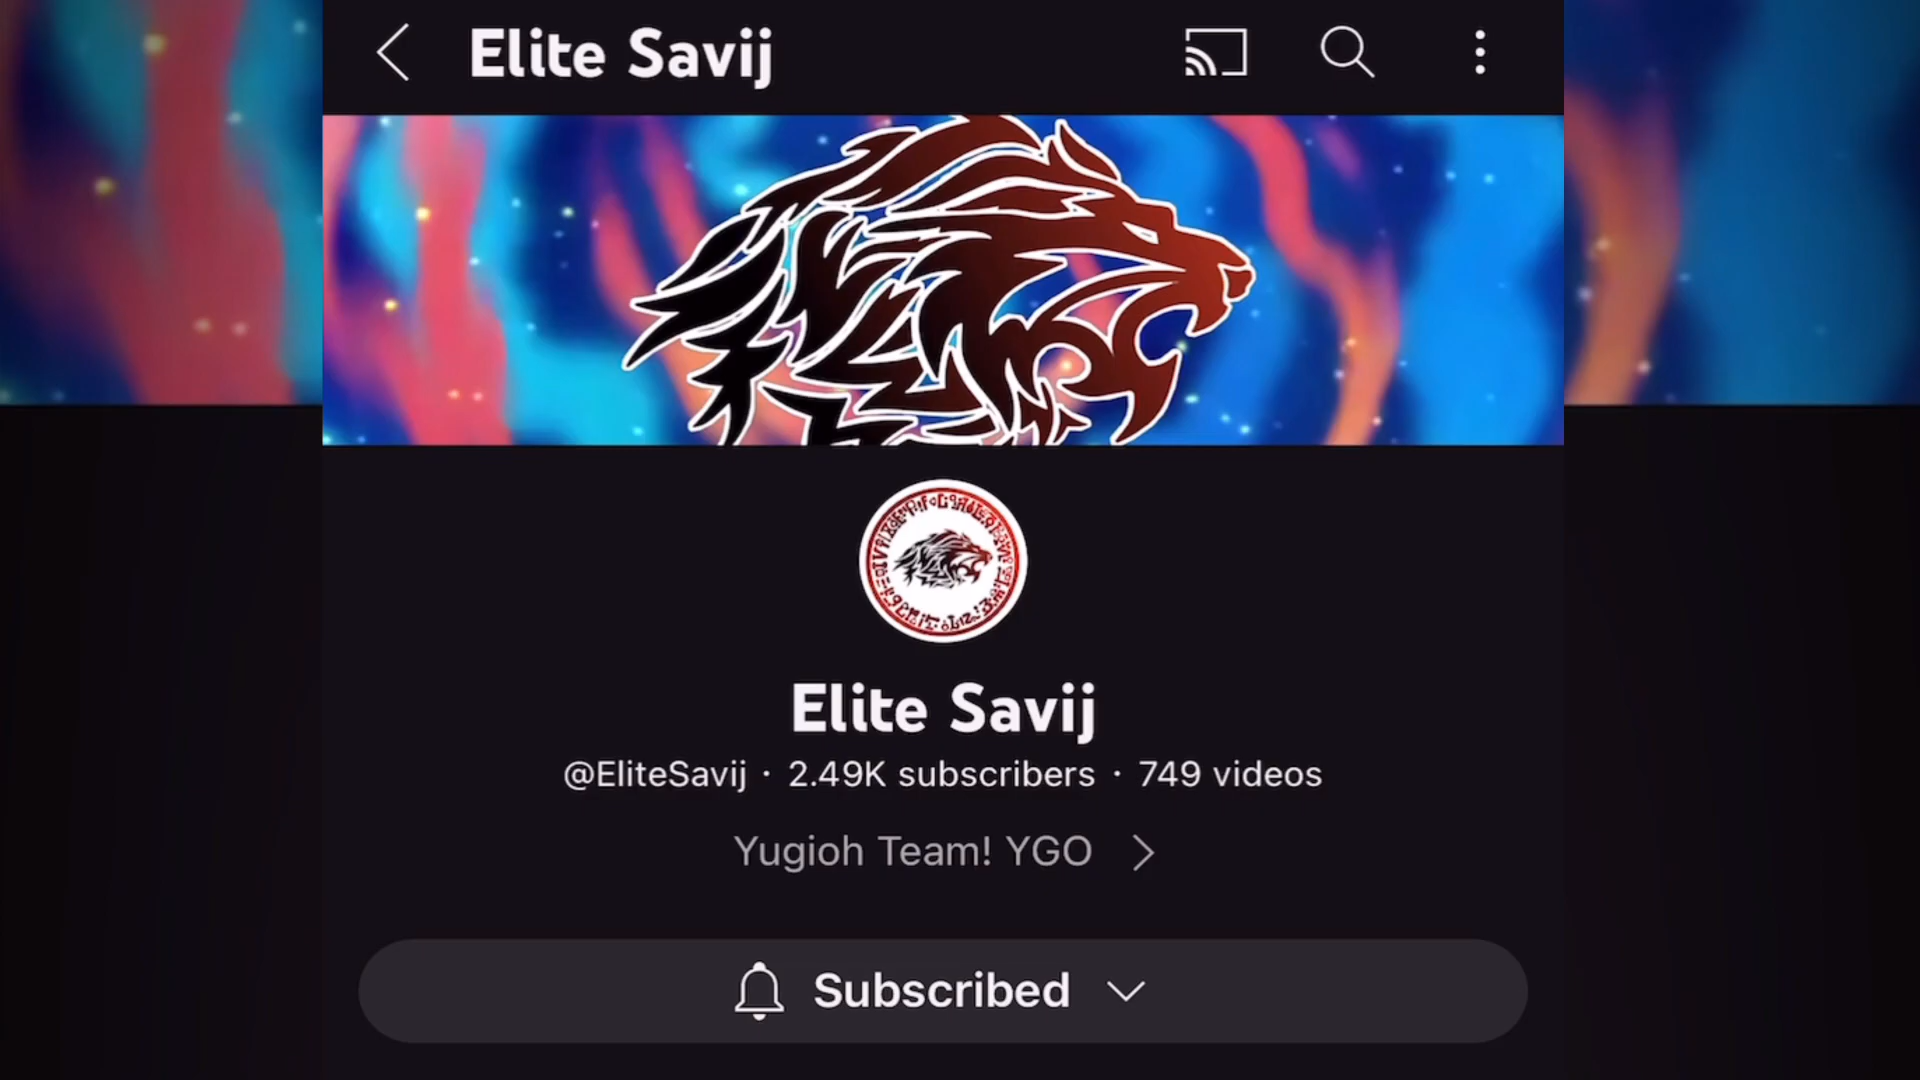 Elite Savij
Elite Savij
@EliteSavij · 2.49K subscribers · 749 videos
Yugioh Team! YGO
Subscribed